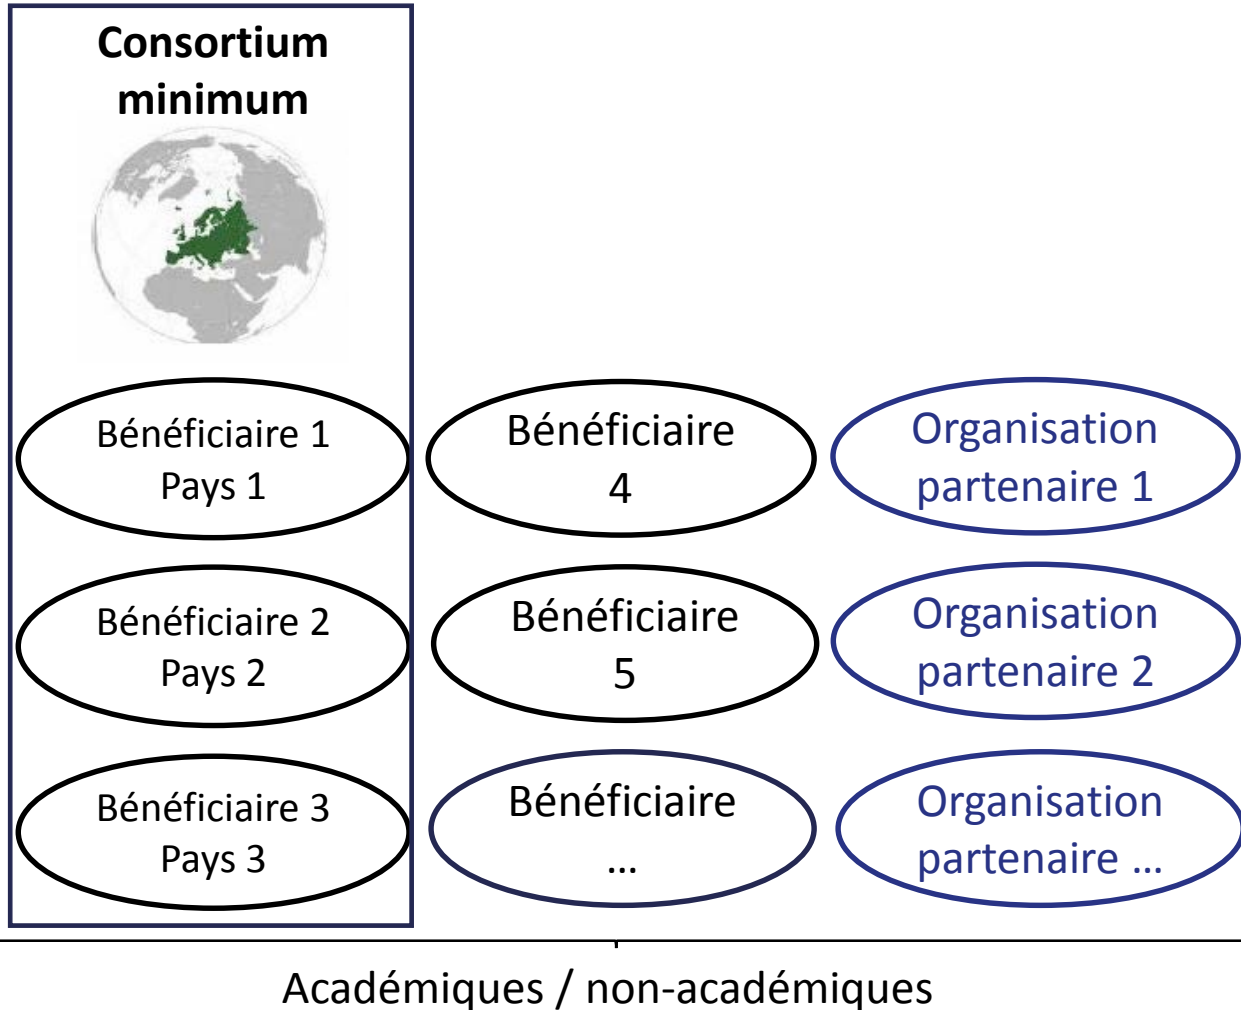 Consortium
minimum
Bénéficiaire 1
Pays 1
Bénéficiaire 2
Pays 2
Bénéficiaire 3
Pays 3
Bénéficiaire
4
Bénéficiaire
5
Bénéficiaire
...
Organisation
partenaire 1
Organisation
partenaire 2
Organisation
partenaire ...
Académiques / non-académiques